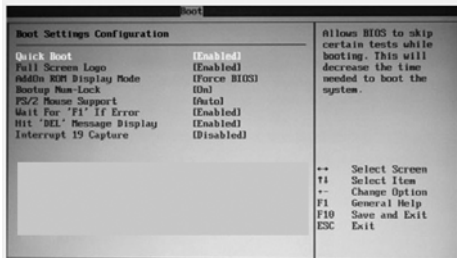 Boot
Boot Settings Configuration
Quick Boot [Enabled]
Full Screen Logo [Enabled]
AddOn ROM Display Mode [Force BIOS]
Bootup Num-Lock [On]
PS/2 Mouse Support [Auto]
Wait For 'F1' If Error [Enabled]
Hit 'DEL' Message Display [Enabled]
Interrupt 19 Capture [Disabled]
Allows BIOS to skip
certain tests while
booting. This will
decrease the time
needed to boot the
system.
↔ Select Screen
↑↓ Select Item
+- Change Option
F1 General Help
F10 Save and Exit
ESC Exit